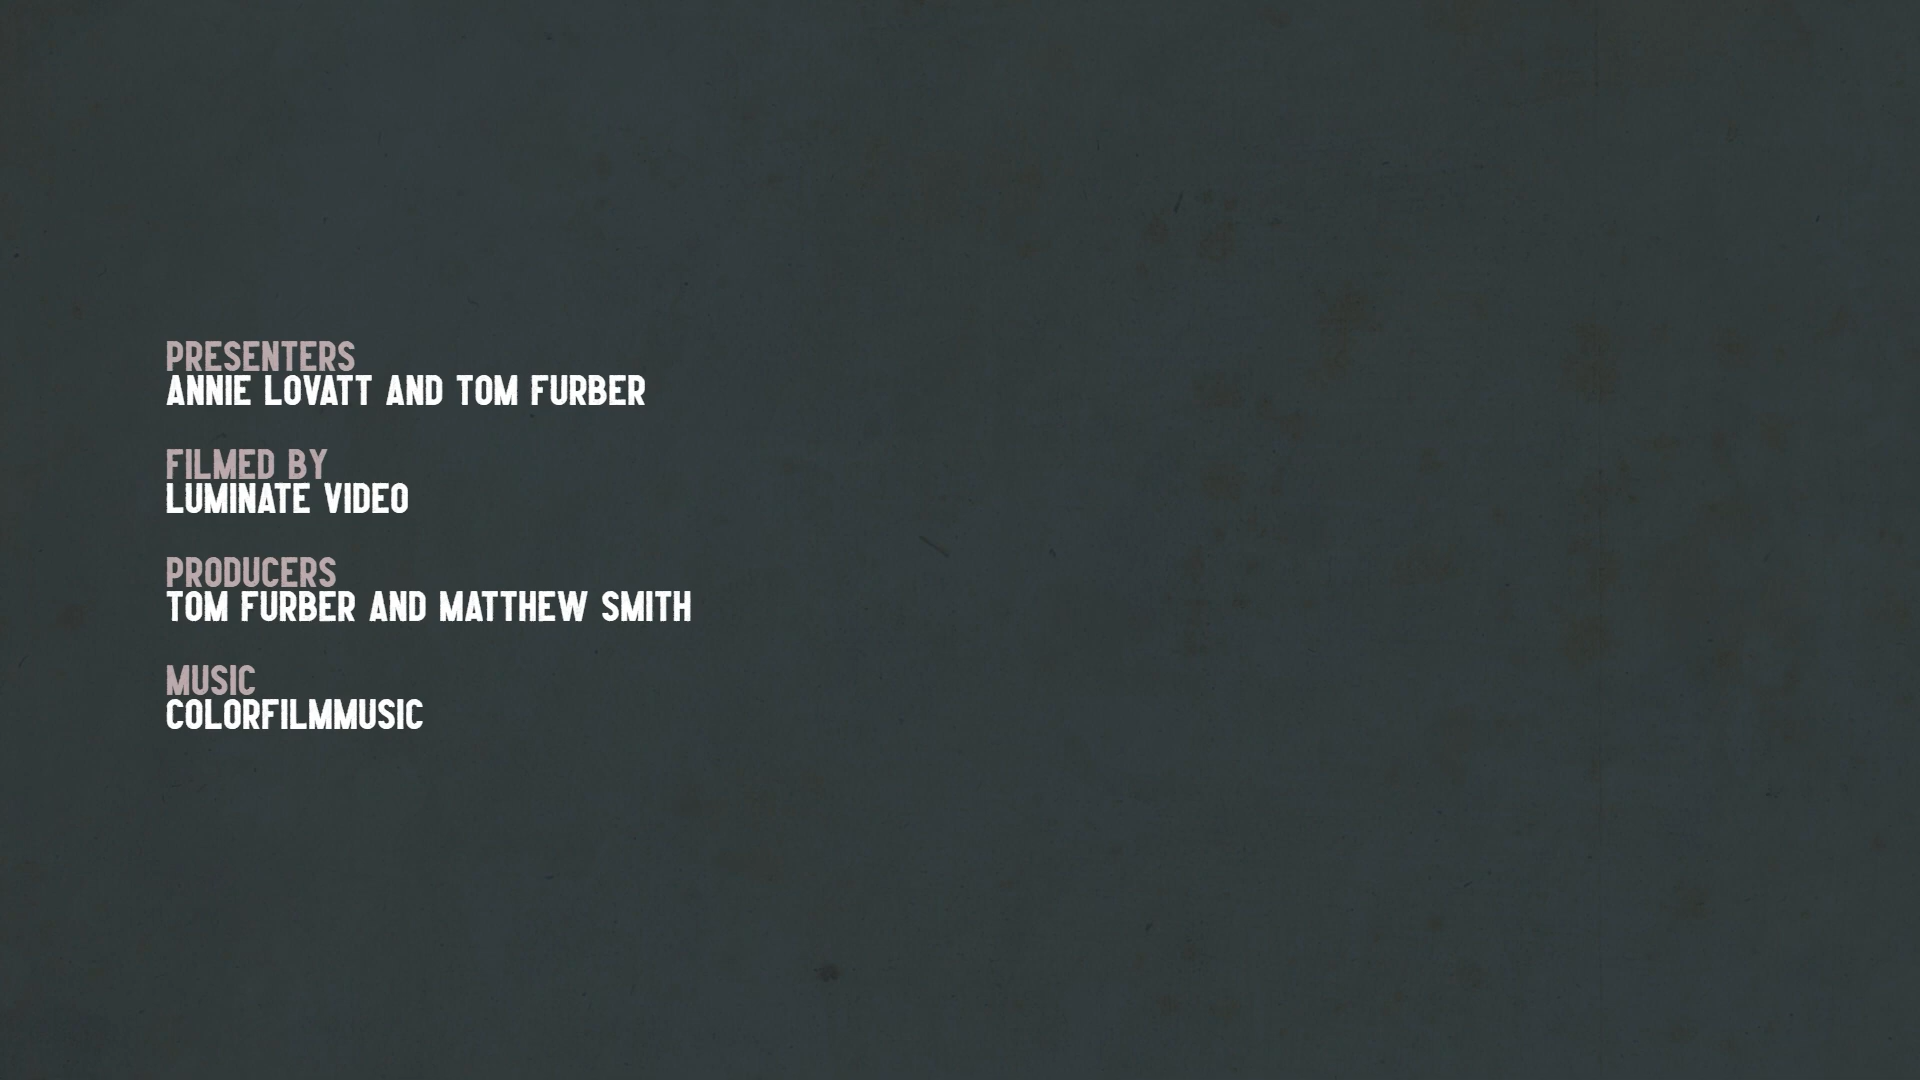 PRESENTERS
ANNIE LOVATT AND TOM FURBER
FILMED BY
LUMINATE VIDEO
PRODUCERS
TOM FURBER AND MATTHEW SMITH
MUSIC
COLORFILMMUSIC